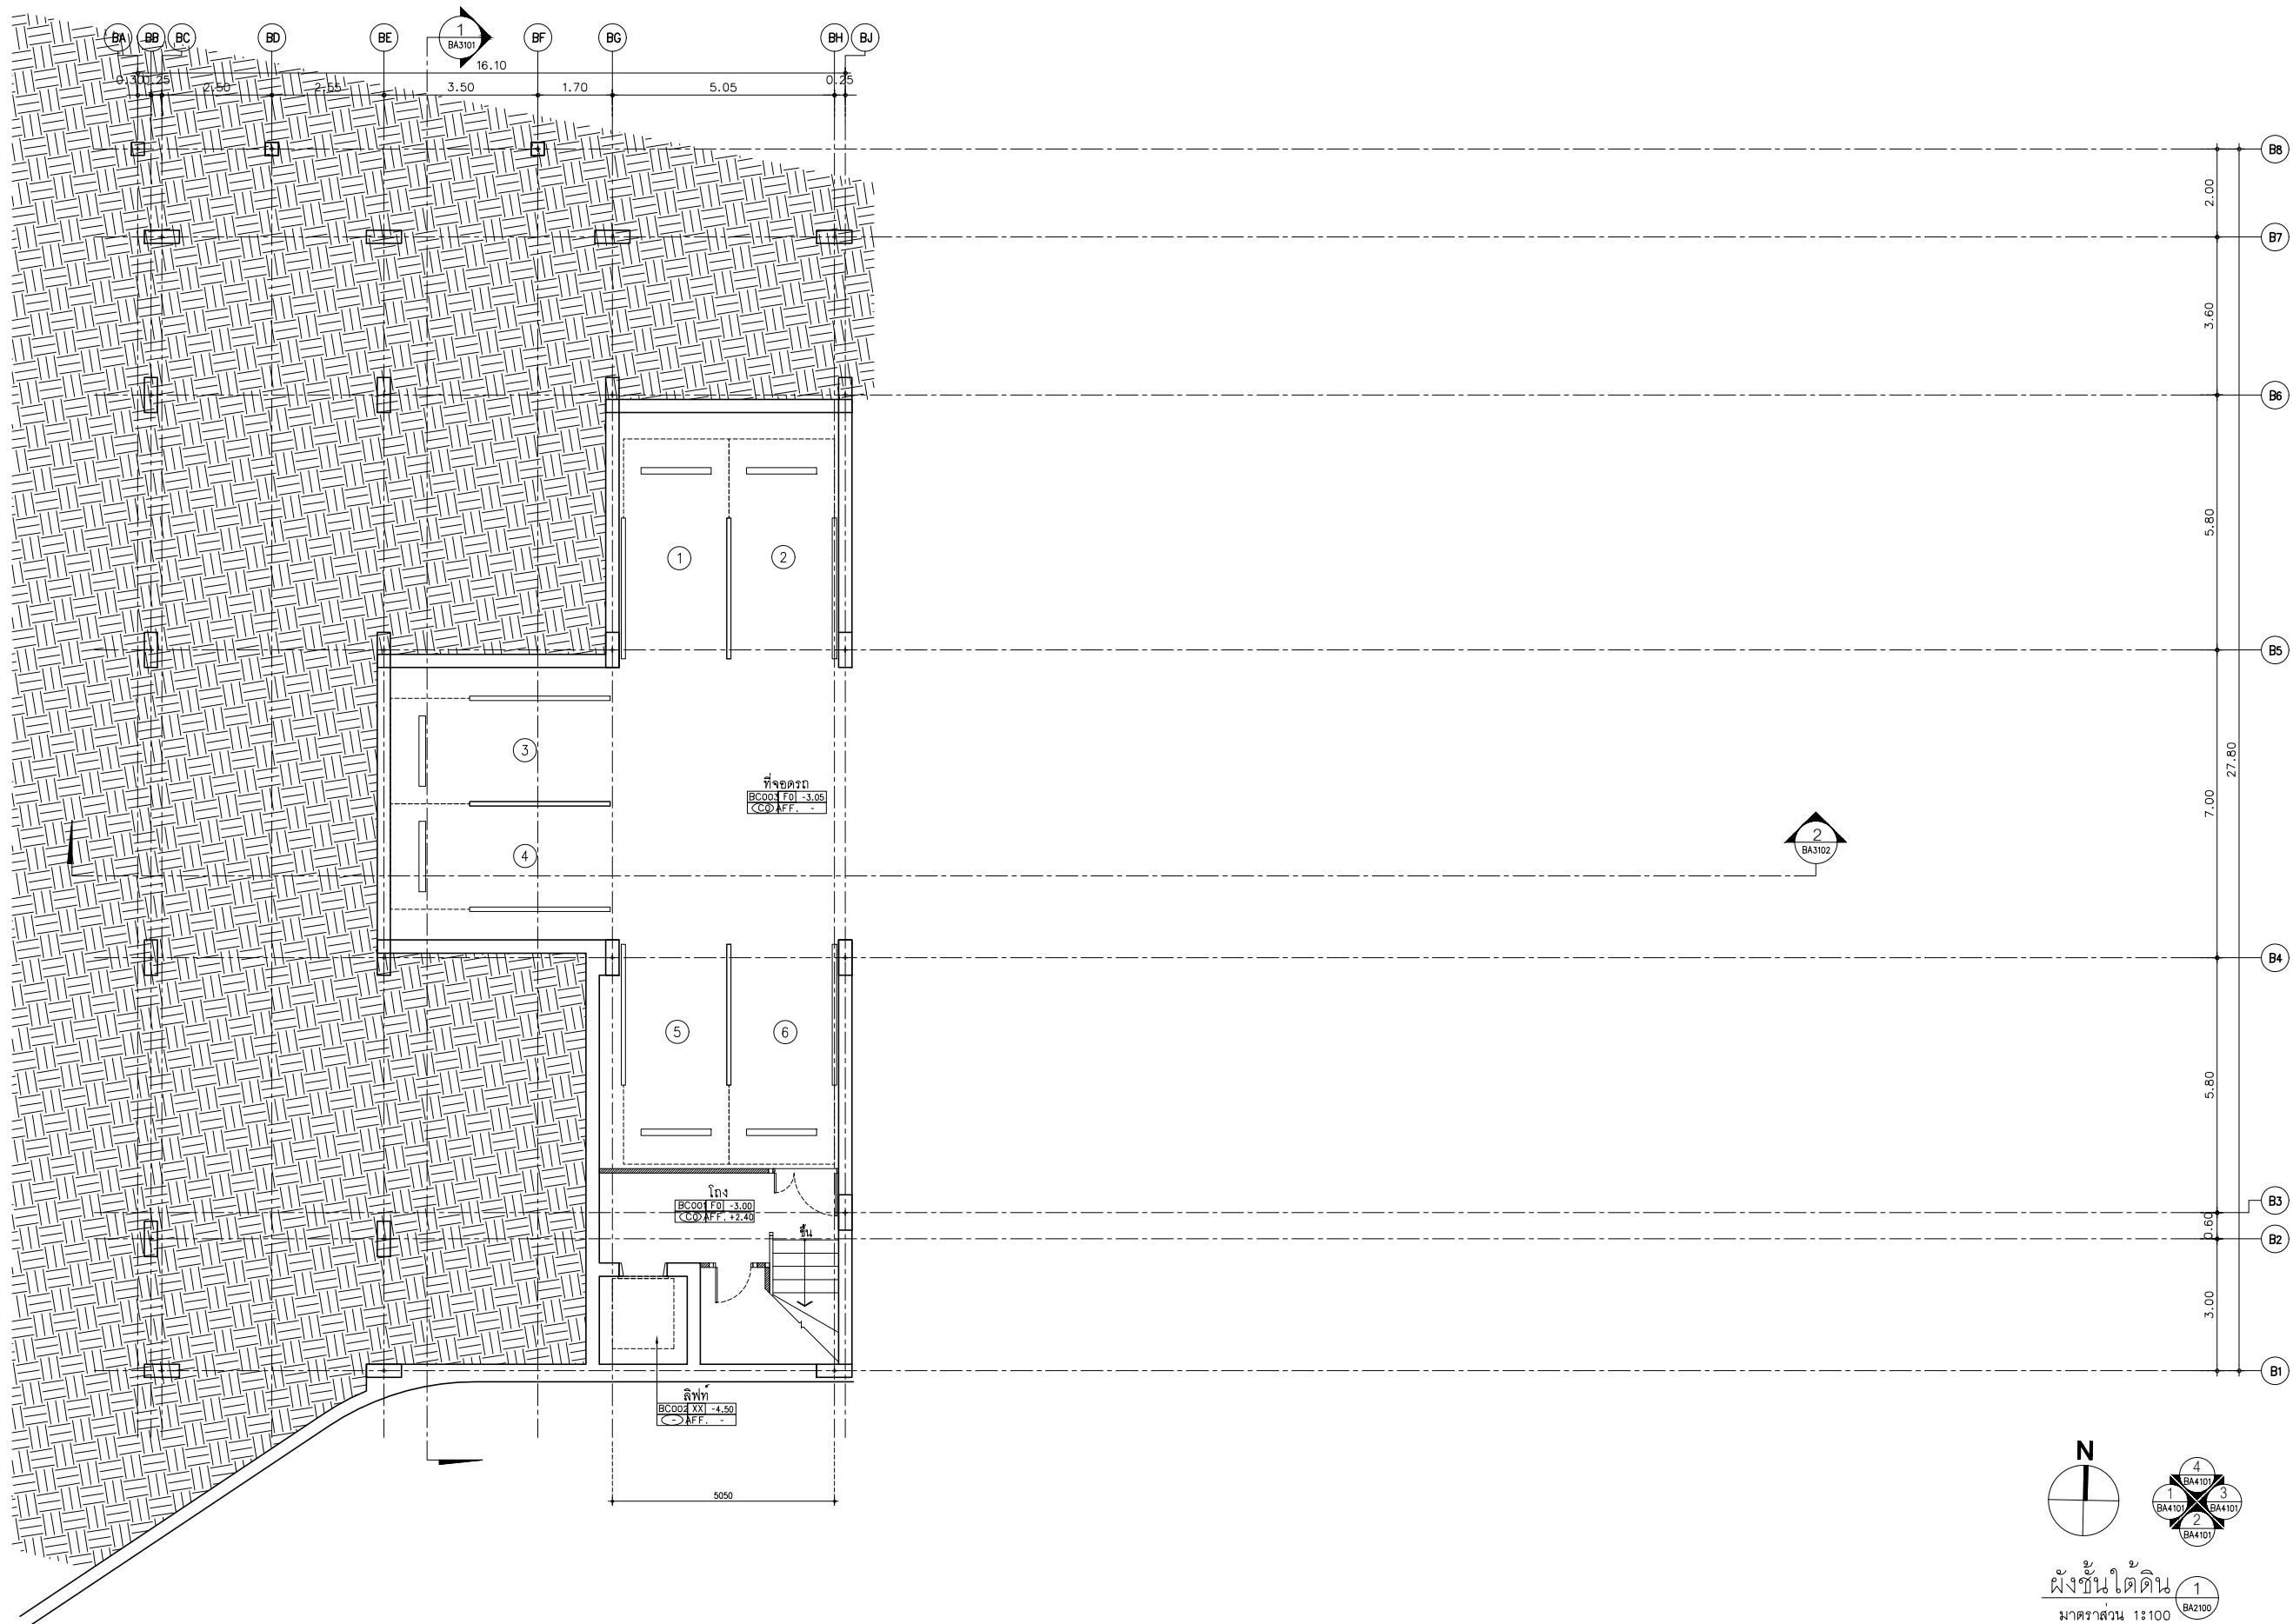 BA BB BC BD BE 1 BF BG BH BJ
BA3101
16.10
0.30 0.25 2.50 2.55 3.50 1.70 5.05 0.25
B8
2.00
B7
3.60
B6
5.80
1 2
B5
3
27.80
ที่จอดรถ
BC003 F0 -3.05
C0 AFF. -
7.00
2
BA3102
4
B4
5 6
5.80
โถง
BC001 F0 -3.00
C0 AFF. +2.40
B3
0.60
ขึ้น
B2
3.00
B1
ลิฟท์
BC002 XX -4.50
- AFF. -
5050
N
4
BA4101
1 3
BA4101 BA4101
2
BA4101
ผังชั้นใต้ดิน 1
BA2100
มาตราส่วน 1:100